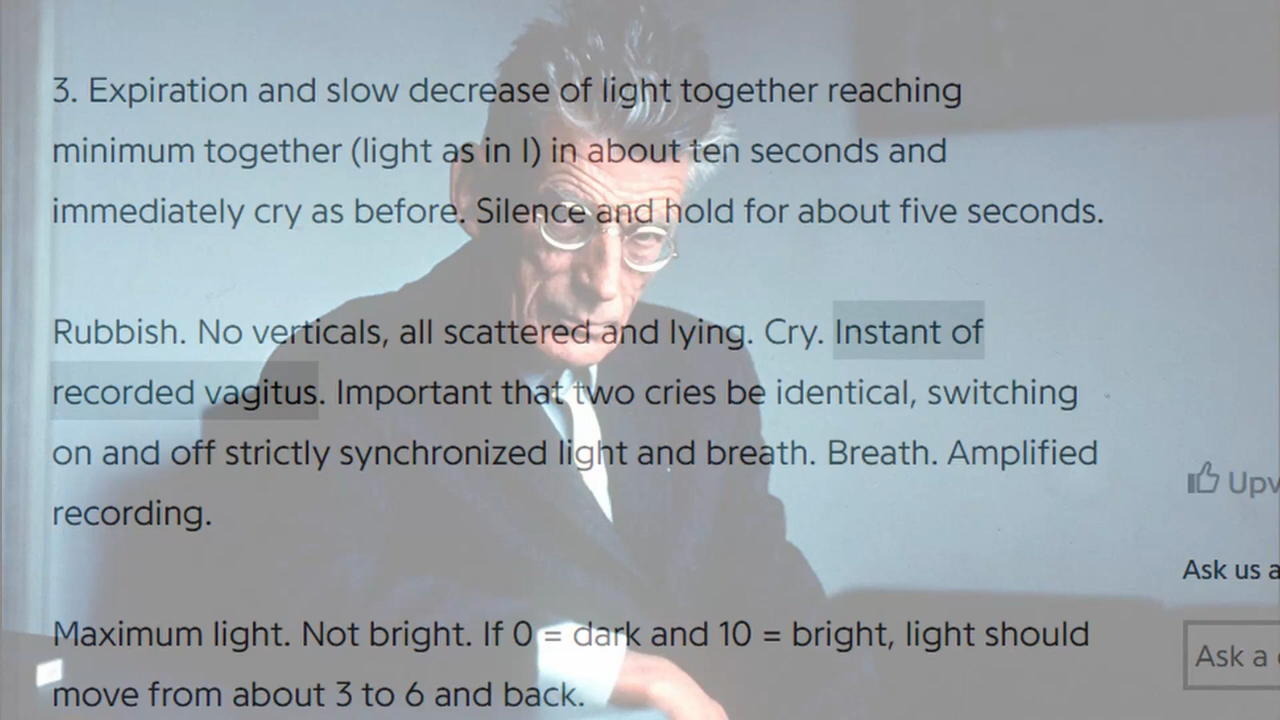 3. Expiration and slow decrease of light together reaching
minimum together (light as in I) in about ten seconds and
immediately cry as before. Silence and hold for about five seconds.
Rubbish. No verticals, all scattered and lying. Cry. Instant of
recorded vagitus. Important that two cries be identical, switching
on and off strictly synchronized light and breath. Breath. Amplified
recording.
Maximum light. Not bright. If 0 = dark and 10 = bright, light should
move from about 3 to 6 and back.
Upv
Ask us a
Ask a